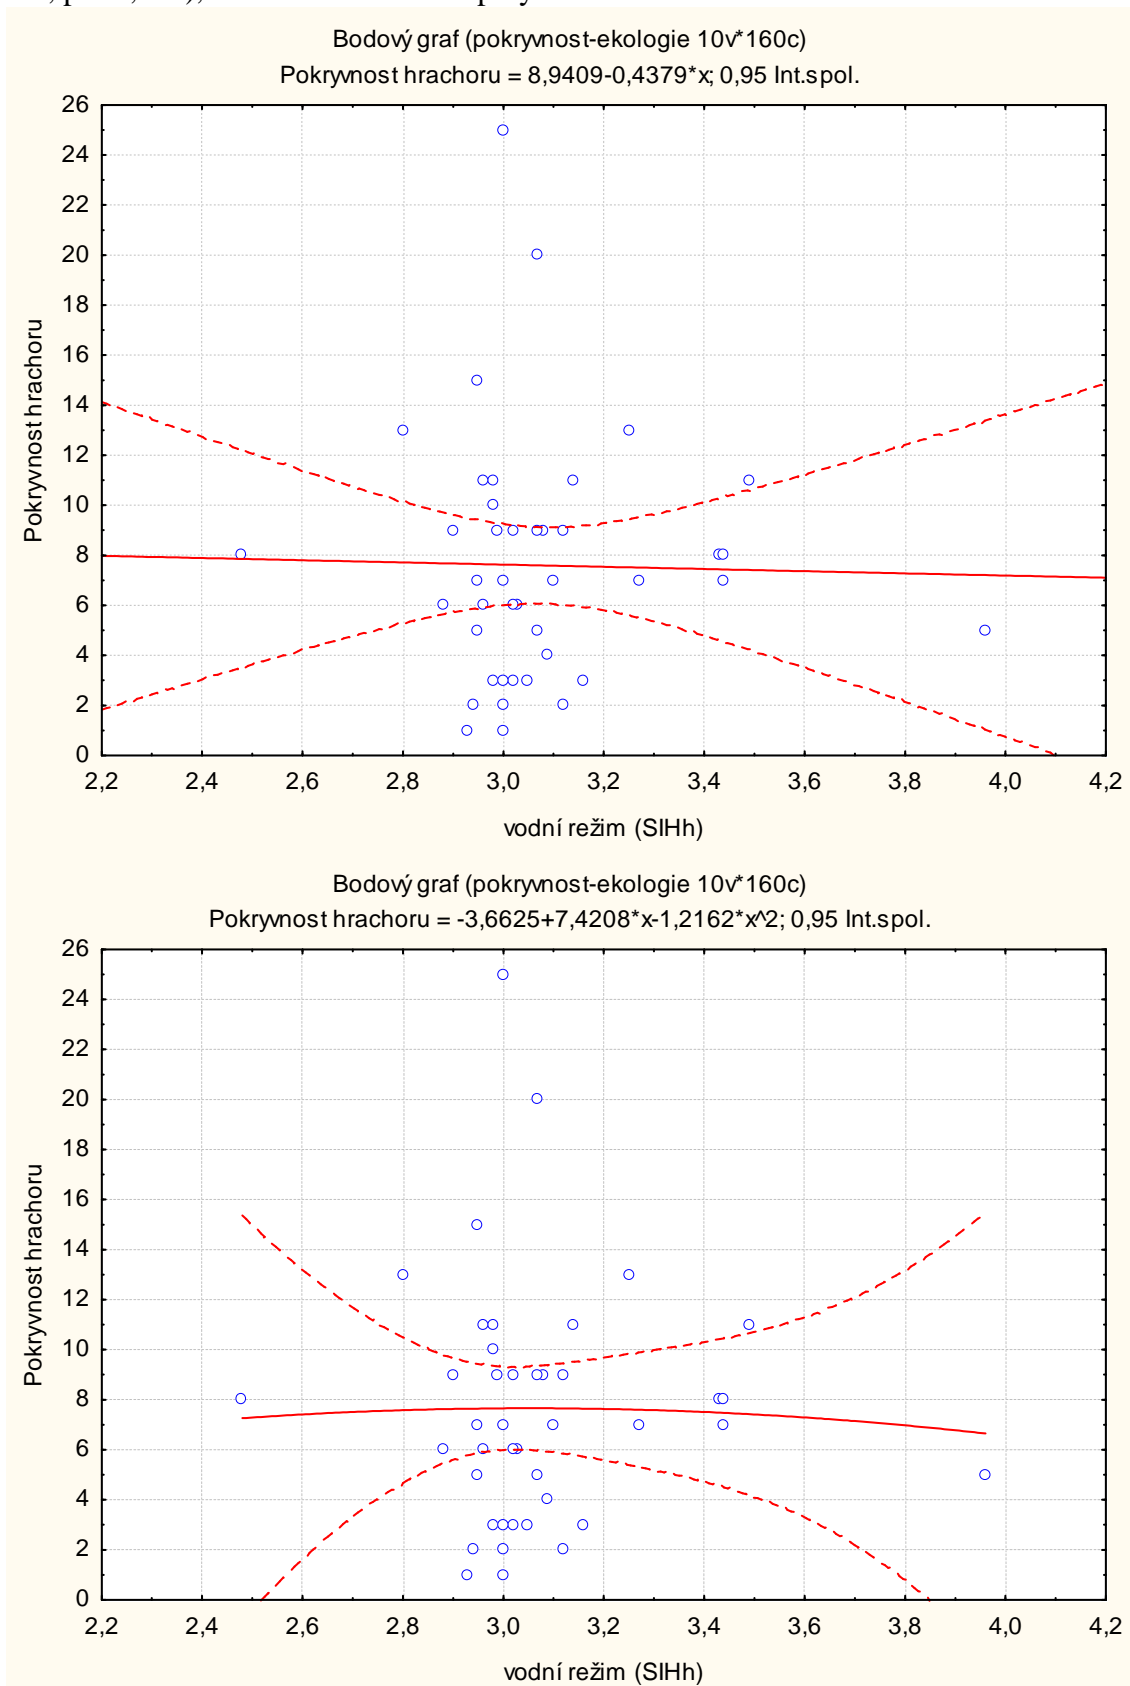 Bodový graf (pokryvnost-ekologie 10v*160c)
Pokryvnost hrachoru = 8,9409-0,4379*x; 0,95 Int.spol.
26
24
22
20
18
16
14
12
10
8
6
4
2
0
Pokryvnost hrachoru
2,2 2,4 2,6 2,8 3,0 3,2 3,4 3,6 3,8 4,0 4,2
vodní režim (SIHh)
Bodový graf (pokryvnost-ekologie 10v*160c)
Pokryvnost hrachoru = -3,6625+7,4208*x-1,2162*x^2; 0,95 Int.spol.
26
24
22
20
18
16
14
12
10
8
6
4
2
0
Pokryvnost hrachoru
2,2 2,4 2,6 2,8 3,0 3,2 3,4 3,6 3,8 4,0 4,2
vodní režim (SIHh)